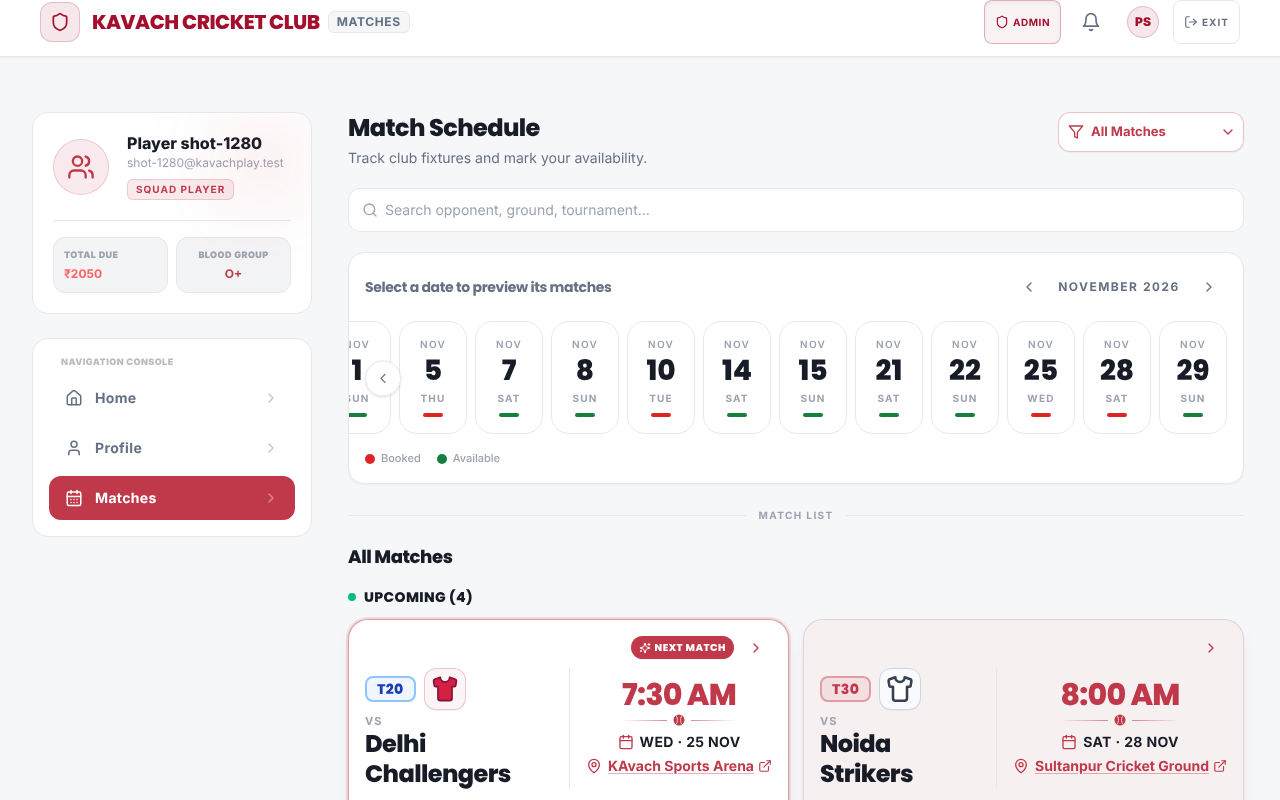 KAVACH CRICKET CLUB MATCHES
ADMIN
PS
EXIT
Player shot-1280
shot-1280@kavachplay.test
SQUAD PLAYER
TOTAL DUE
₹2050
BLOOD GROUP
O+
NAVIGATION CONSOLE
Home
Profile
Matches
Match Schedule
Track club fixtures and mark your availability.
All Matches
Search opponent, ground, tournament...
Select a date to preview its matches
NOVEMBER 2026
NOV NOV NOV NOV NOV NOV NOV NOV NOV NOV NOV
1 5 7 8 10 14 15 21 22 25 28 29
SUN THU SAT SUN TUE SAT SUN SAT SUN WED SAT SUN
Booked
Available
MATCH LIST
All Matches
UPCOMING (4)
NEXT MATCH
T20
VS
Delhi
Challengers
7:30 AM
WED · 25 NOV
KAvach Sports Arena
T30
VS
Noida
Strikers
8:00 AM
SAT · 28 NOV
Sultanpur Cricket Ground